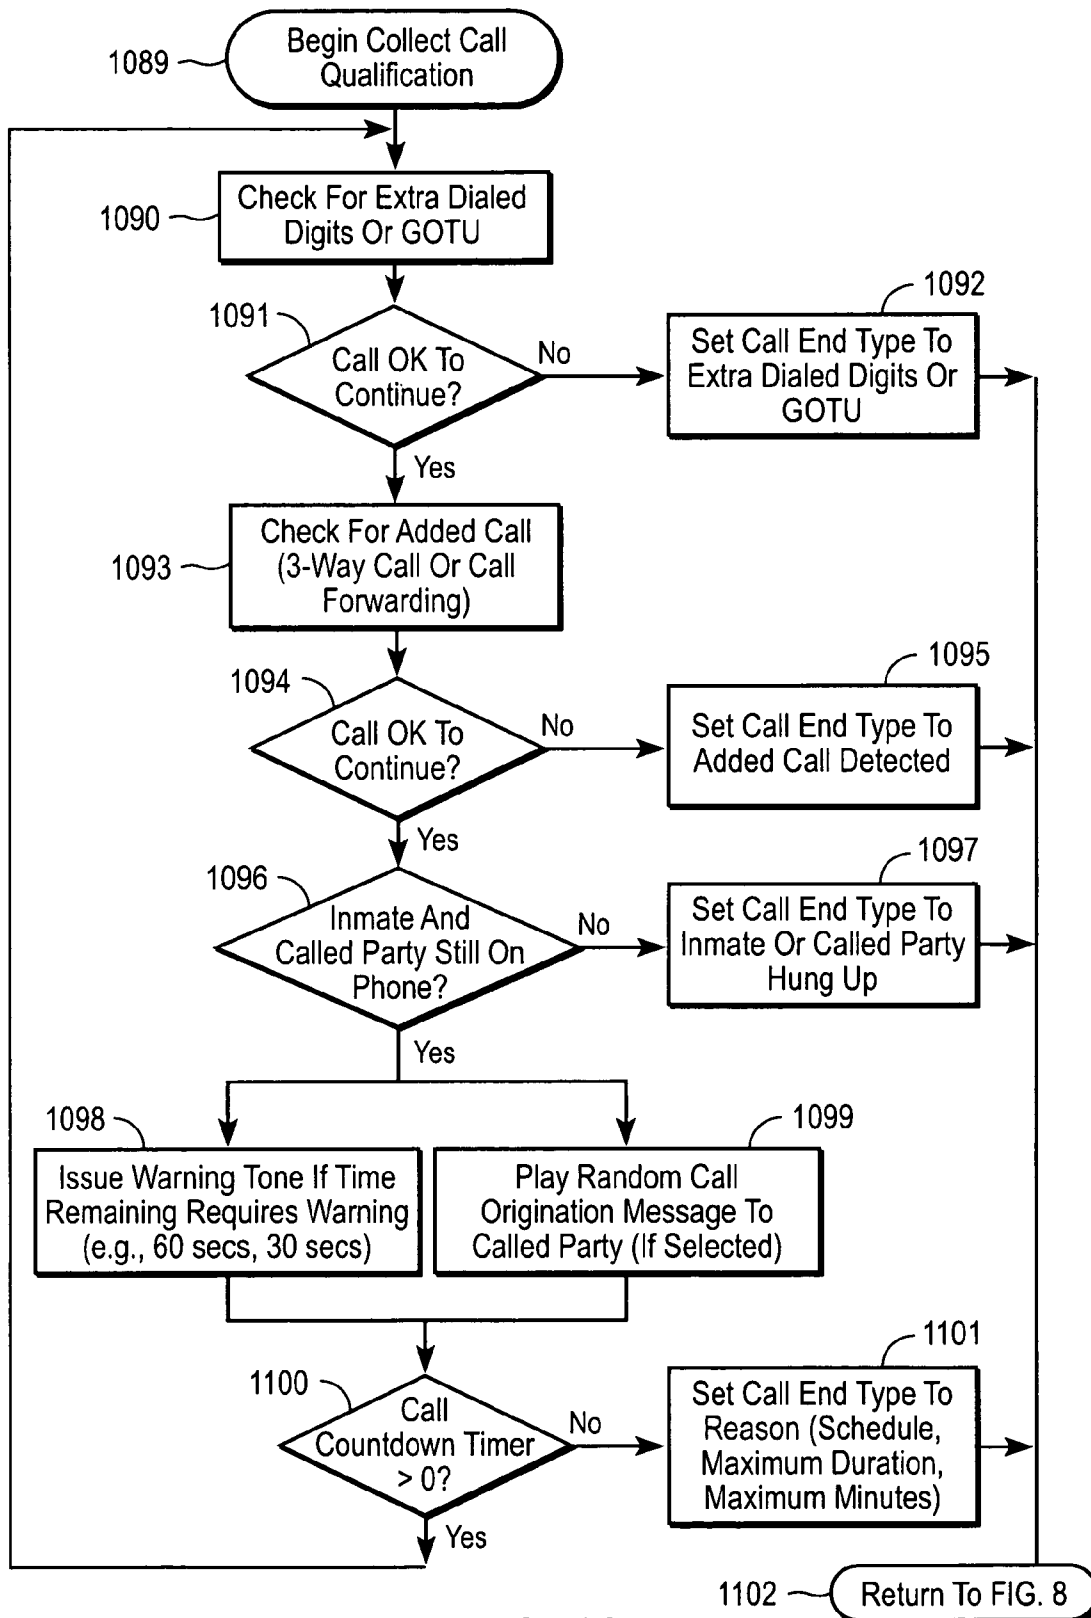 1089
Begin Collect Call
Qualification
1090
Check For Extra Dialed
Digits Or GOTU
1091
Call OK To
Continue?
No
1092
Set Call End Type To
Extra Dialed Digits Or
GOTU
Yes
1093
Check For Added Call
(3-Way Call Or Call
Forwarding)
1094
Call OK To
Continue?
No
1095
Set Call End Type To
Added Call Detected
Yes
1096
Inmate And
Called Party Still On
Phone?
No
1097
Set Call End Type To
Inmate Or Called Party
Hung Up
Yes
1098
Issue Warning Tone If Time
Remaining Requires Warning
(e.g., 60 secs, 30 secs)
1099
Play Random Call
Origination Message To
Called Party (If Selected)
1100
Call
Countdown Timer
> 0?
No
1101
Set Call End Type To
Reason (Schedule,
Maximum Duration,
Maximum Minutes)
Yes
1102
Return To FIG. 8